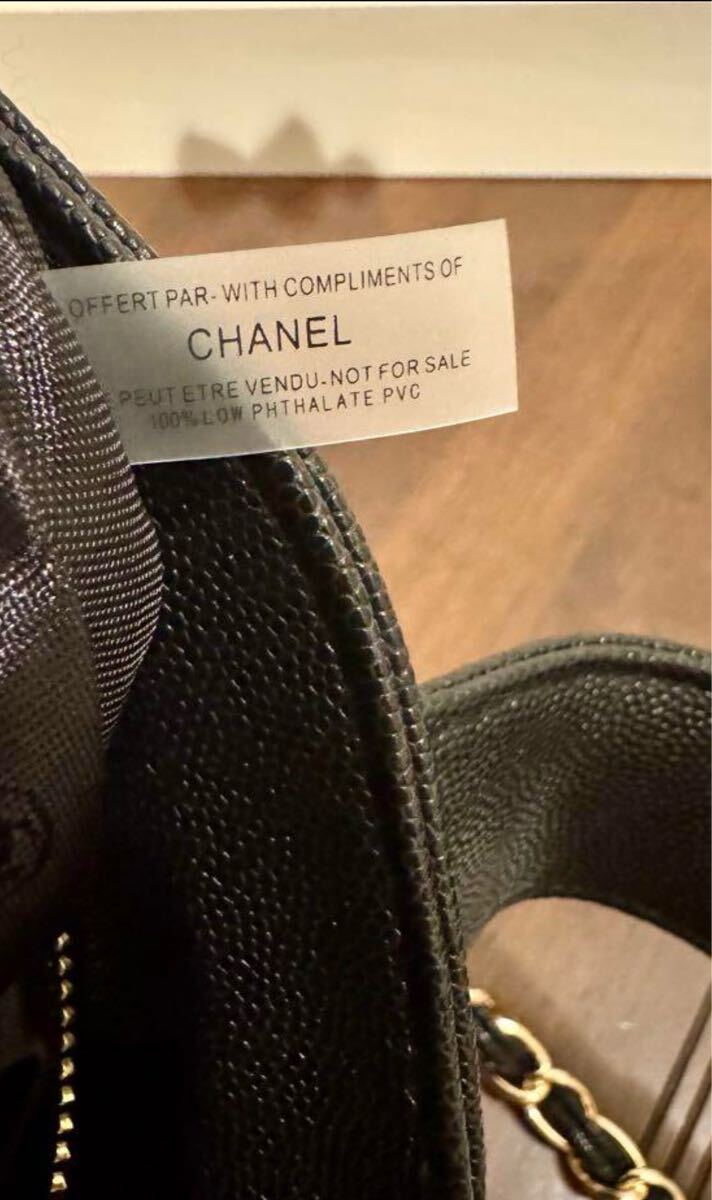 OFFERT PAR- WITH COMPLIMENTS OF
CHANEL
PEUT ETRE VENDU-NOT FOR SALE
100% LOW PHTHALATE PVC